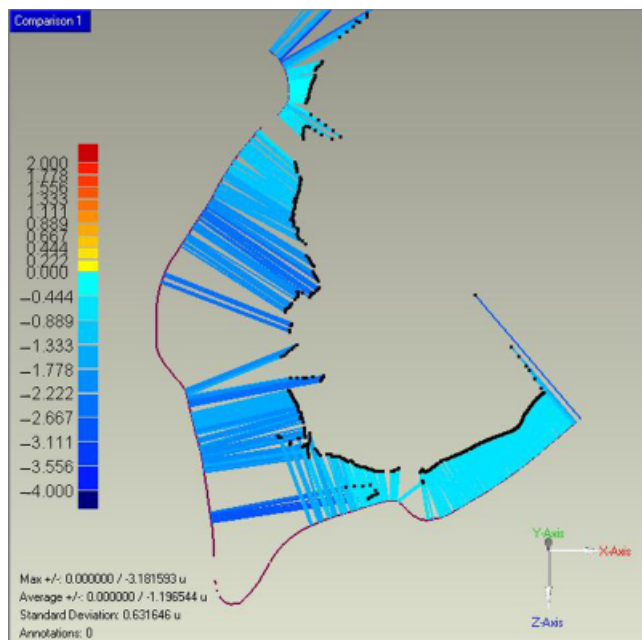 Comparison 1
2.000
1.778
1.556
1.333
1.111
0.889
0.667
0.444
0.222
0.000
−0.444
−0.889
−1.333
−1.778
−2.222
−2.667
−3.111
−3.556
−4.000
Y-Axis
X-Axis
Z-Axis
Max +/-: 0.000000 / -3.181593 u
Average +/-: 0.000000 / -1.196544 u
Standard Deviation: 0.631646 u
Annotations: 0